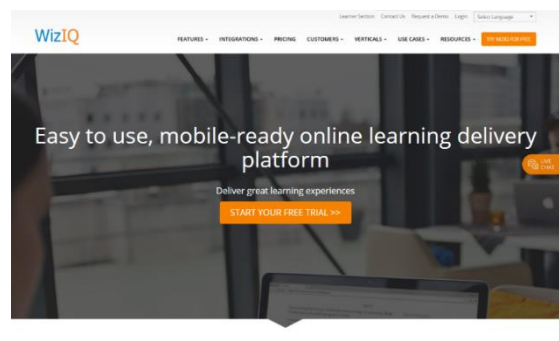 Learner Section Contact Us Request a Demo Login Select Language
WizIQ
FEATURES INTEGRATIONS PRICING CUSTOMERS VERTICALS USE CASES RESOURCES TRY WIZIQ FOR FREE
Easy to use, mobile-ready online learning delivery
platform
LIVE
CHAT
Deliver great learning experiences
START YOUR FREE TRIAL >>